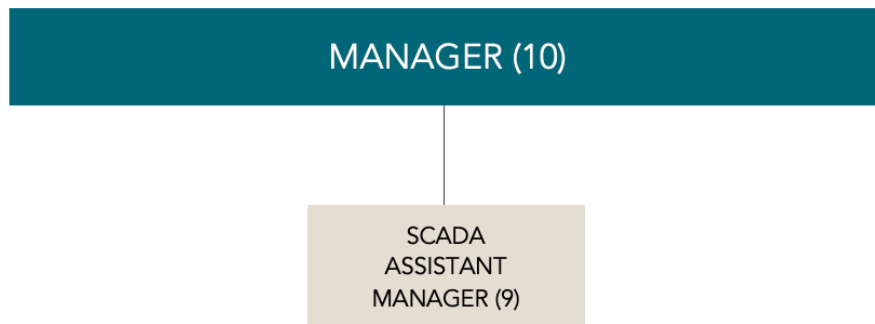 MANAGER (10)
SCADA
ASSISTANT
MANAGER (9)